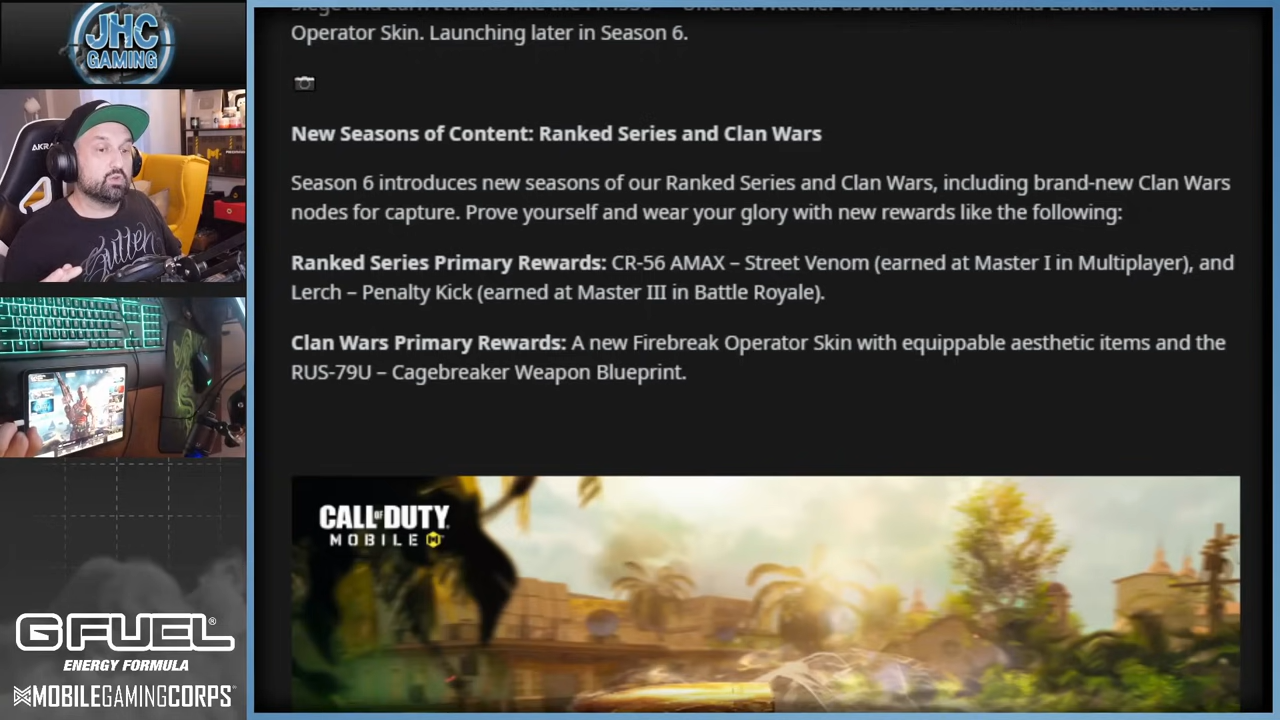 JHC
GAMING
AKRA
Operator Skin. Launching later in Season 6.
New Seasons of Content: Ranked Series and Clan Wars
Season 6 introduces new seasons of our Ranked Series and Clan Wars, including brand-new Clan Wars
nodes for capture. Prove yourself and wear your glory with new rewards like the following:
Ranked Series Primary Rewards: CR-56 AMAX – Street Venom (earned at Master I in Multiplayer), and
Lerch – Penalty Kick (earned at Master III in Battle Royale).
Clan Wars Primary Rewards: A new Firebreak Operator Skin with equippable aesthetic items and the
RUS-79U – Cagebreaker Weapon Blueprint.
CALL OF DUTY
MOBILE
G FUEL®
ENERGY FORMULA
MOBILEGAMINGCORPS